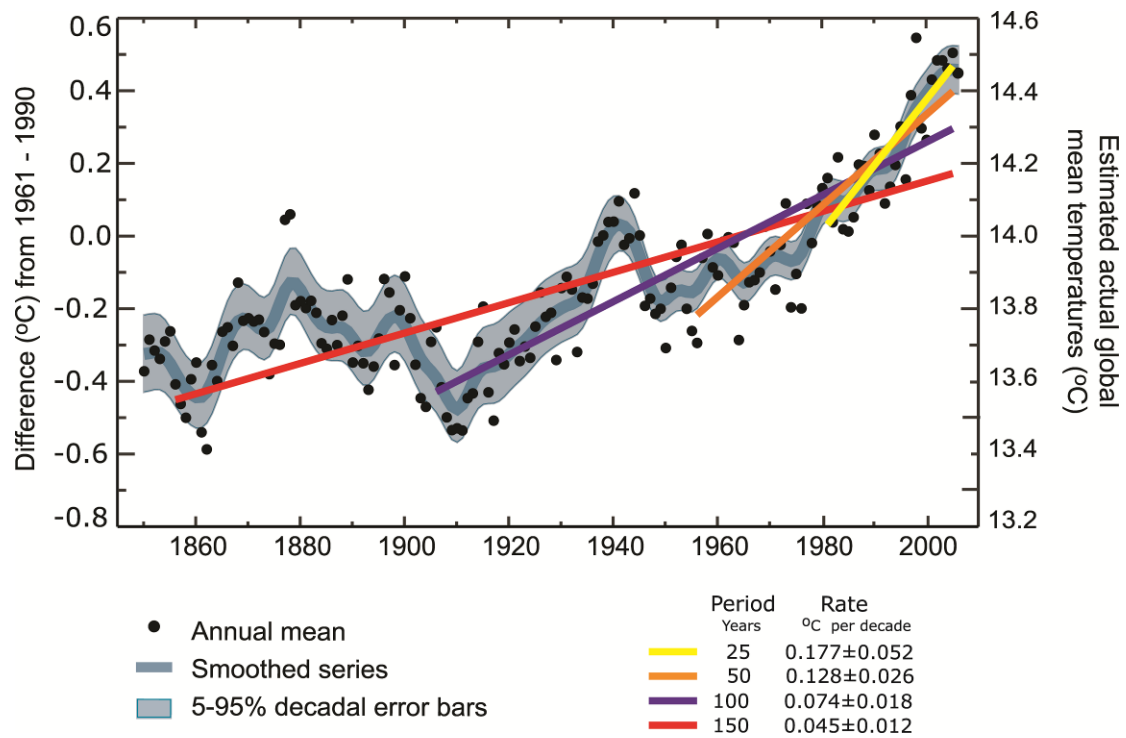 0.6
0.4
0.2
0.0
-0.2
-0.4
-0.6
-0.8
Difference (ºC) from 1961 - 1990
14.6
14.4
14.2
14.0
13.8
13.6
13.4
13.2
Estimated actual global
mean temperatures (ºC)
1860 1880 1900 1920 1940 1960 1980 2000
Annual mean
Smoothed series
5-95% decadal error bars
Period Rate
Years ºC per decade
25 0.177±0.052
50 0.128±0.026
100 0.074±0.018
150 0.045±0.012